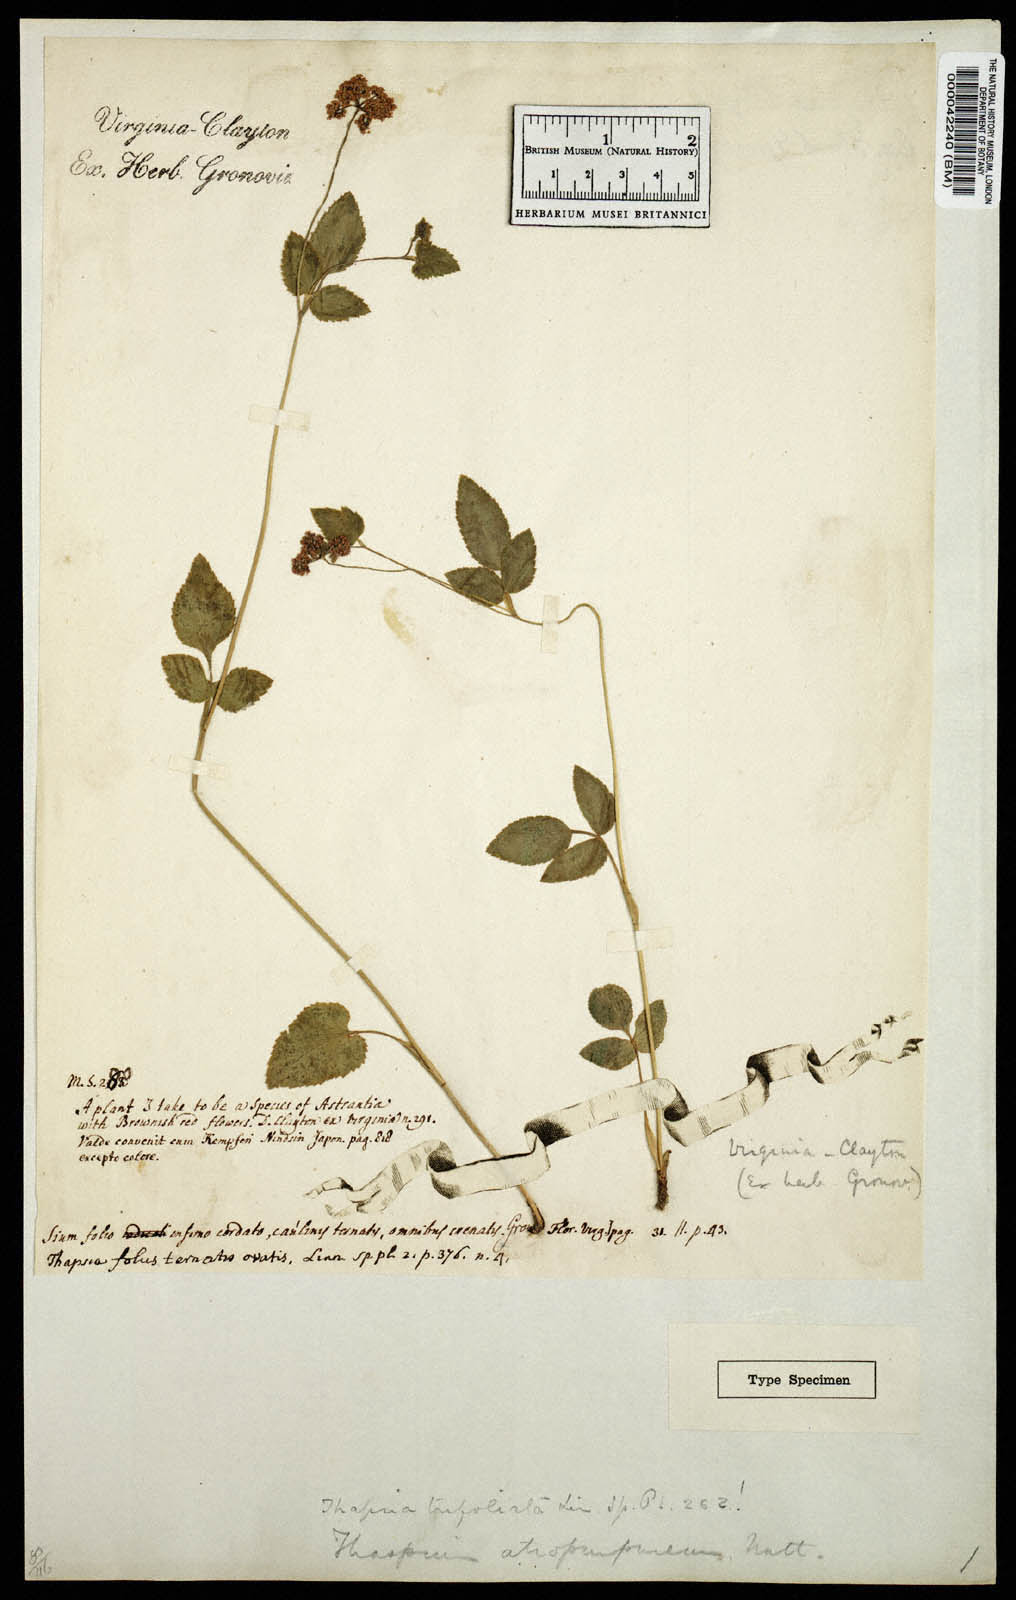 Virginia-Clayton
Ex. Herb. Gronovii
1 2
BRITISH MUSEUM (NATURAL HISTORY)
1 2 3 4 5
HERBARIUM MUSEI BRITANNICI
THE NATURAL HISTORY MUSEUM, LONDON
DEPARTMENT OF BOTANY
000042240 (BM)
M. S. 2
A plant I take to be a species of Astrantia
with Brownish red flowers. D. Clayton ex Virginia n. 291.
Valde convenit cum Kempferi Nindsin Japon. pag. 818
excepto colore.
Virginia - Clayton
(Ex herb Gronov.)
Sium folio infimo cordato, caulinis ternatis, omnibus crenatis. Gron Flor. Virg. pag. 31. II. p. 43.
Thapsia foliis ternatis ovatis, Linn. sp. pl. 2. p. 376. n. 4.
Type Specimen
Thapsia trifoliata Lin. Sp. Pl. 262!
Thaspium atropurpureum, Nutt.
1